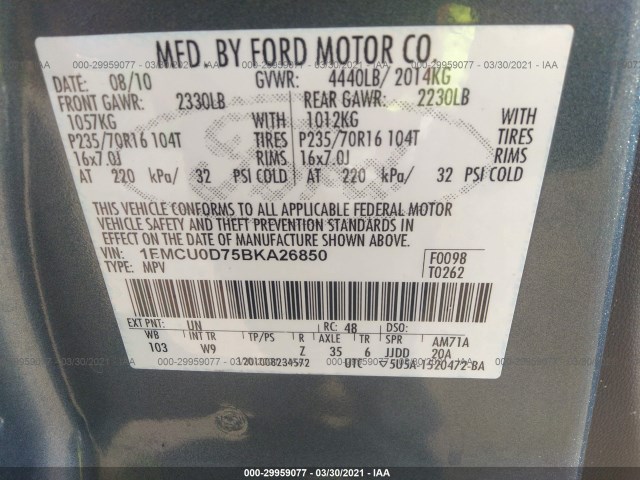 MFD. BY FORD MOTOR CO.
000-29959077 - 03/30/2021 - IAA
DATE: 08/10 GVWR: 4440LB/ 2014KG
FRONT GAWR: 2330LB REAR GAWR: 2230LB
1057KG WITH 1012KG WITH
P235/70R16 104T TIRES P235/70R16 104T TIRES
16x7.0J RIMS 16x7.0J RIMS
AT 220 kPa/ 32 PSI COLD AT 220 kPa/ 32 PSI COLD
THIS VEHICLE CONFORMS TO ALL APPLICABLE FEDERAL MOTOR
VEHICLE SAFETY AND THEFT PREVENTION STANDARDS IN
EFFECT ON THE DATE OF MANUFACTURE SHOWN ABOVE.
VIN: 1FMCU0D75BKA26850 F0098
TYPE: MPV T0262
EXT PNT: UN RC: 48 DSO:
WB INT TR TP/PS R AXLE TR SPR AM71A
103 W9 Z 35 6 JJDD 20A
1201008234572 UTC 5U5A-1520472-BA
000-29959077 - 03/30/2021 - IAA